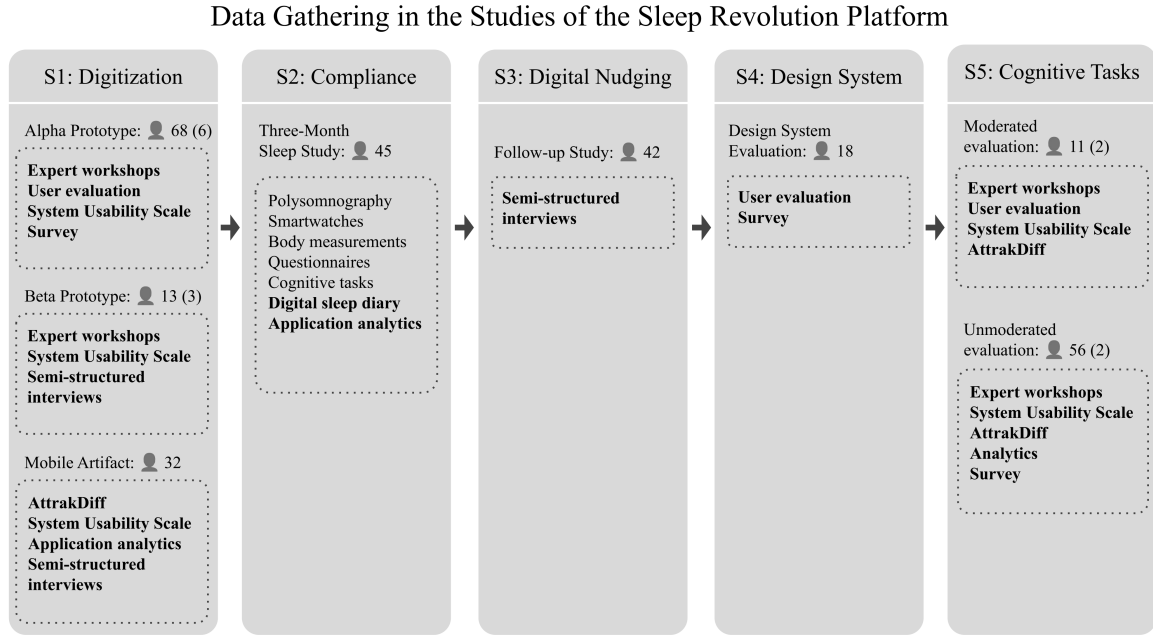 Data Gathering in the Studies of the Sleep Revolution Platform
S1: Digitization
Alpha Prototype: 68 (6)
Expert workshops
User evaluation
System Usability Scale
Survey
Beta Prototype: 13 (3)
Expert workshops
System Usability Scale
Semi-structured
interviews
Mobile Artifact: 32
AttrakDiff
System Usability Scale
Application analytics
Semi-structured
interviews
S2: Compliance
Three-Month
Sleep Study: 45
Polysomnography
Smartwatches
Body measurements
Questionnaires
Cognitive tasks
Digital sleep diary
Application analytics
S3: Digital Nudging
Follow-up Study: 42
Semi-structured
interviews
S4: Design System
Design System
Evaluation: 18
User evaluation
Survey
S5: Cognitive Tasks
Moderated
evaluation: 11 (2)
Expert workshops
User evaluation
System Usability Scale
AttrakDiff
Unmoderated
evaluation: 56 (2)
Expert workshops
System Usability Scale
AttrakDiff
Analytics
Survey